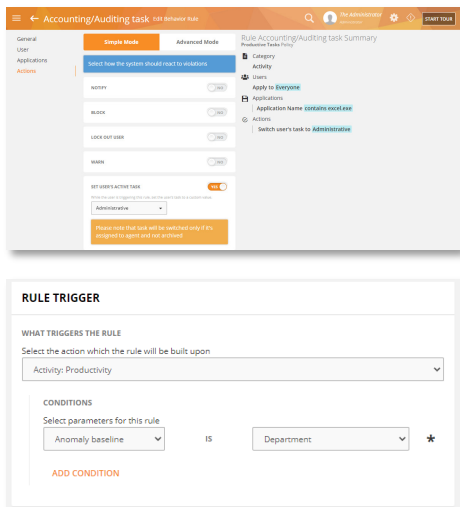 Accounting/Auditing task Edit Behavior Rule
The Administrator
START TOUR
General
User
Applications
Actions
Simple Mode
Advanced Mode
Select how the system should react to violations
NOTIFY
NO
BLOCK
NO
LOCK OUT USER
NO
WARN
NO
SET USER'S ACTIVE TASK
YES
Administrative
Please note that task will be switched only if it's
assigned to agent and not archived
Rule Accounting/Auditing task Summary
Productive Tasks Policy
Category
Activity
Users
Apply to Everyone
Applications
Application Name contains excel.exe
Actions
Switch user's task to Administrative
RULE TRIGGER
WHAT TRIGGERS THE RULE
Select the action which the rule will be built upon
Activity: Productivity
CONDITIONS
Select parameters for this rule
Anomaly baseline
IS
Department
*
ADD CONDITION